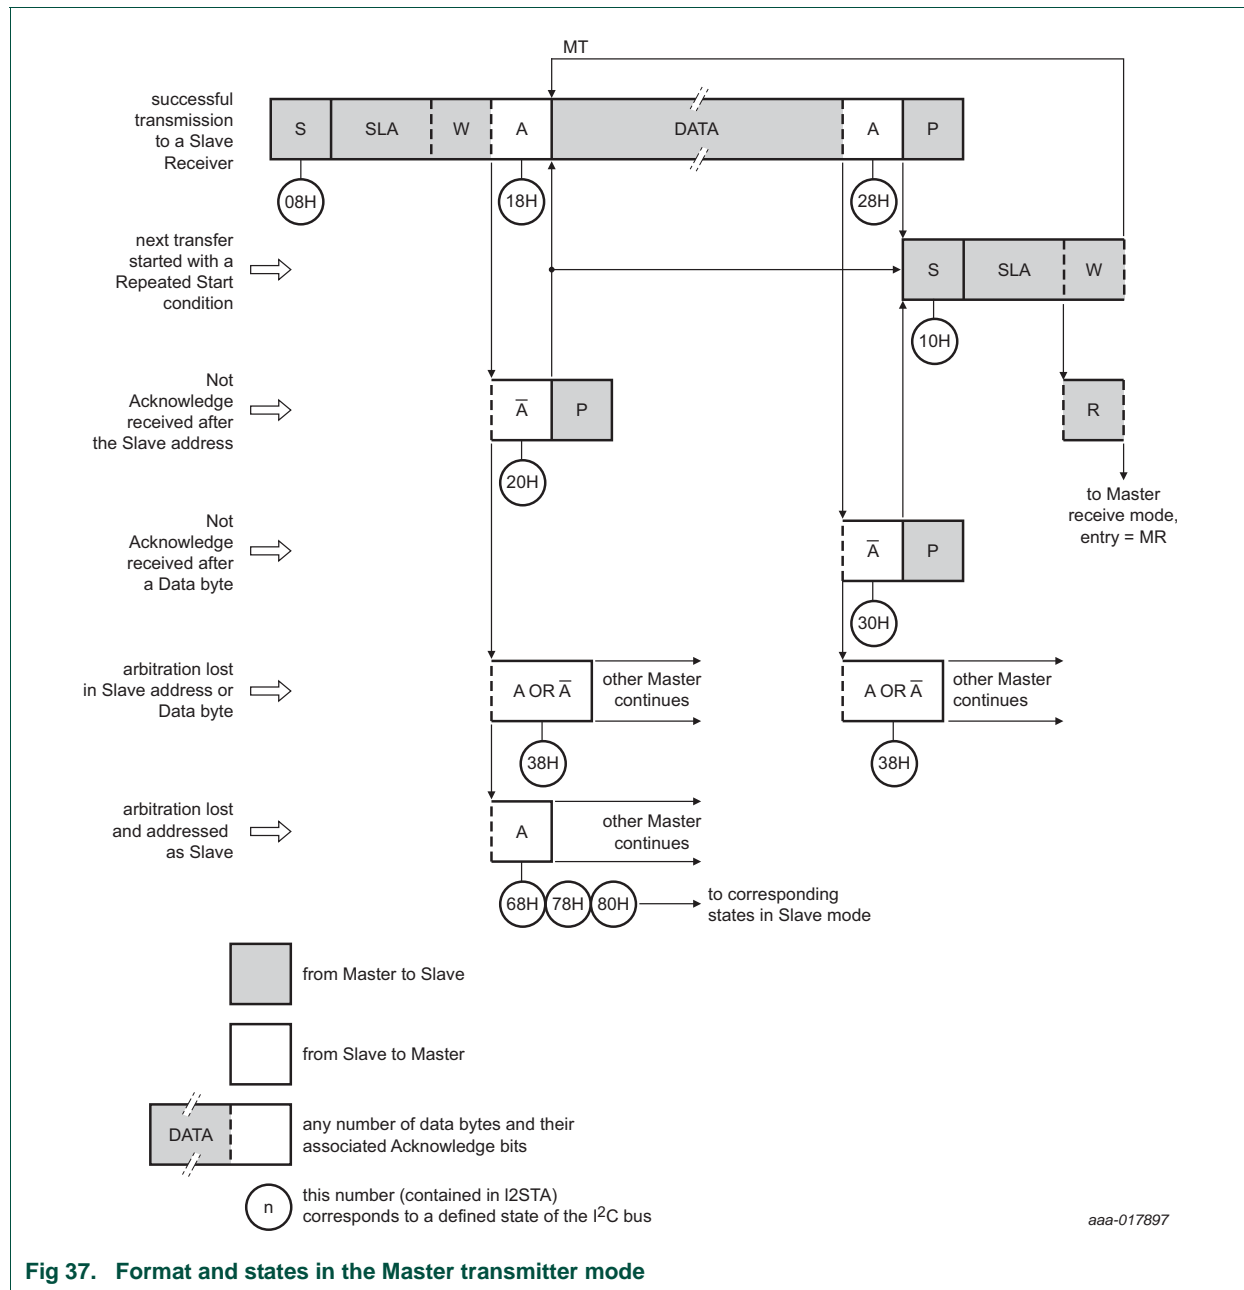 MT
successful
transmission
to a Slave
Receiver
S SLA W A DATA A P
08H 18H 28H
next transfer
started with a
Repeated Start
condition
S SLA W
10H
Not
Acknowledge
received after
the Slave address
A̅ P
R
20H
to Master
receive mode,
entry = MR
Not
Acknowledge
received after
a Data byte
A̅ P
30H
arbitration lost
in Slave address or
Data byte
A OR A̅
other Master
continues
A OR A̅
other Master
continues
38H 38H
arbitration lost
and addressed
as Slave
A
other Master
continues
68H 78H 80H
to corresponding
states in Slave mode
from Master to Slave
from Slave to Master
DATA
any number of data bytes and their
associated Acknowledge bits
n
this number (contained in I2STA)
corresponds to a defined state of the I²C bus
aaa-017897
Fig 37. Format and states in the Master transmitter mode